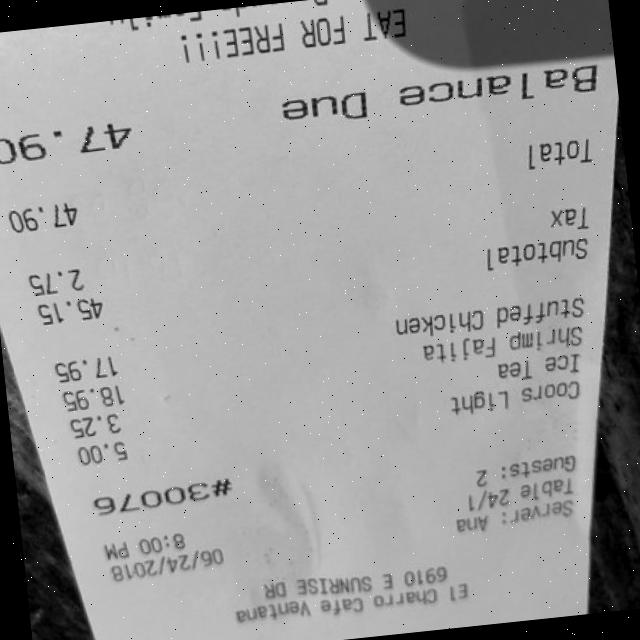 El Charro Cafe Ventana
6910 E SUNRISE DR
Server: Ana 06/24/2018
Table 24/1 8:00 PM
Guests: 2
#30076
Coors Light 5.00
Ice Tea 3.25
Shrimp Fajita 18.95
Stuffed Chicken 17.95
Subtotal 45.15
Tax 2.75
Total 47.90
Balance Due 47.90
EAT FOR FREE!!!